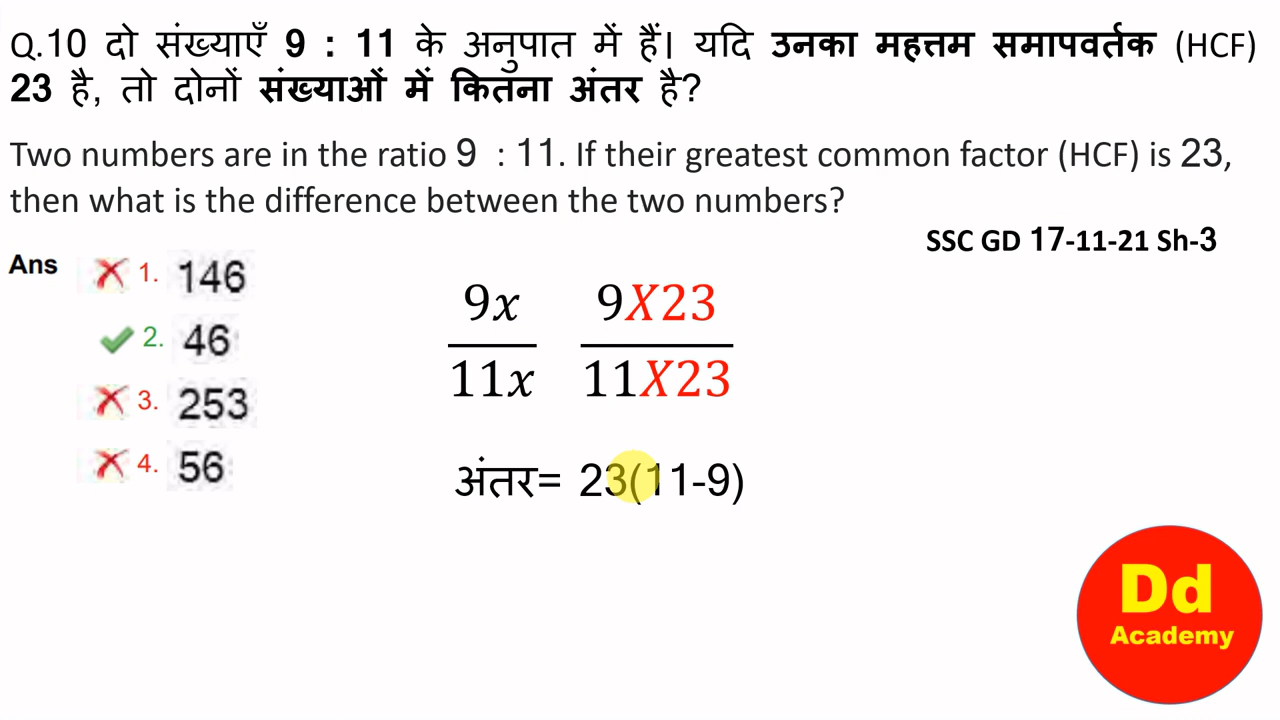 Q.10 दो संख्याएँ 9 : 11 के अनुपात में हैं। यदि उनका महत्तम समापवर्तक (HCF)
23 है, तो दोनों संख्याओं में कितना अंतर है?
Two numbers are in the ratio 9 : 11. If their greatest common factor (HCF) is 23,
then what is the difference between the two numbers?
SSC GD 17-11-21 Sh-3
Ans
1. 146
2. 46
3. 253
4. 56
9x 9X23
11x 11X23
अंतर= 23(11-9)
Dd
Academy